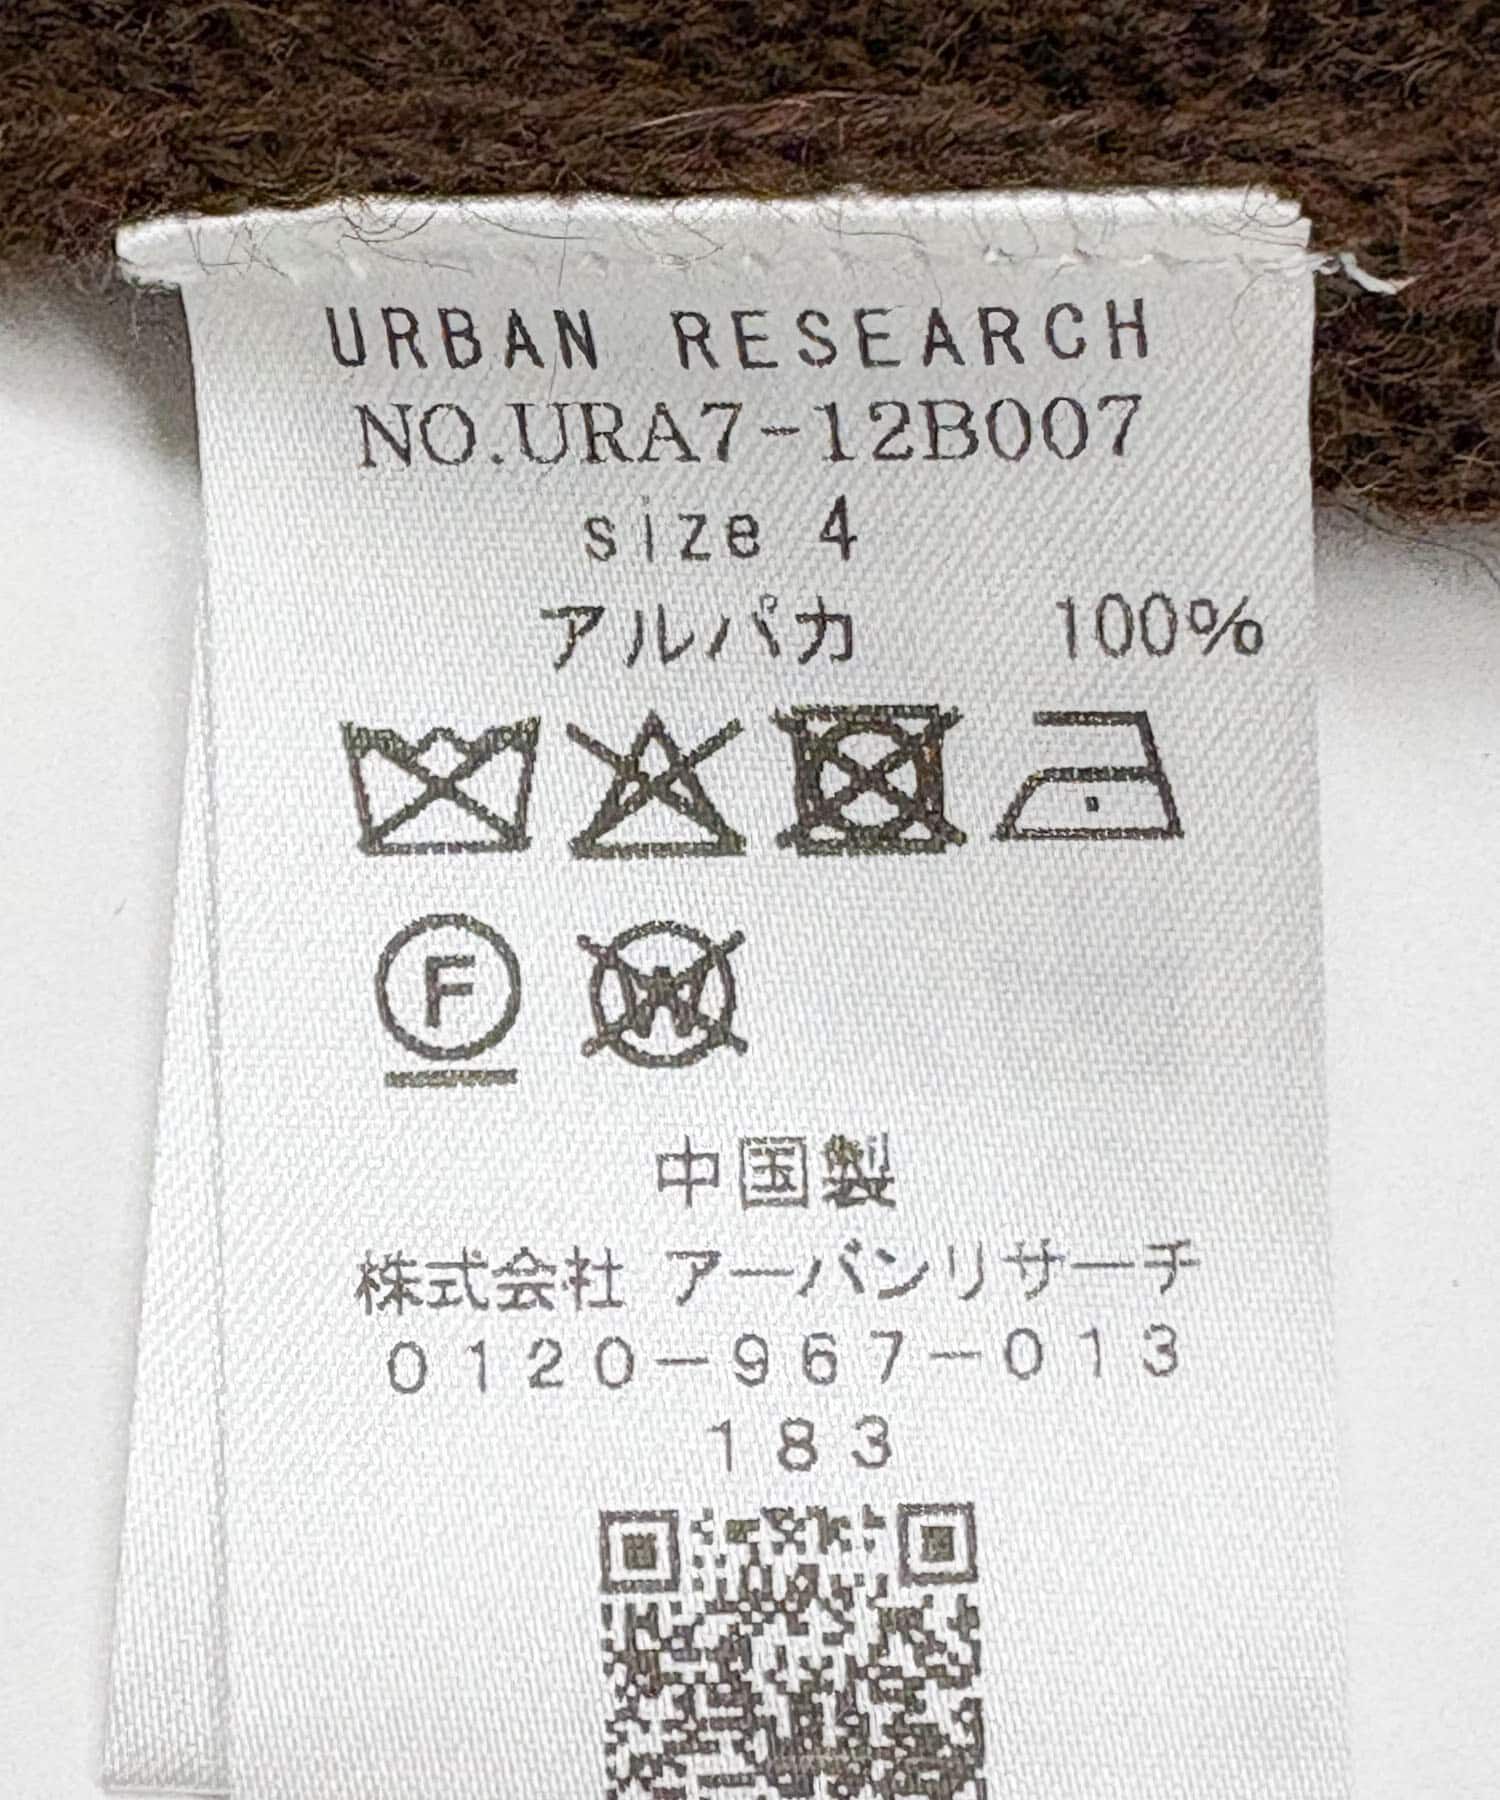 URBAN RESEARCH
NO.URA7-12B007
size 4
アルパカ 100%
F W
中国製
株式会社 アーバンリサーチ
0120-967-013
183